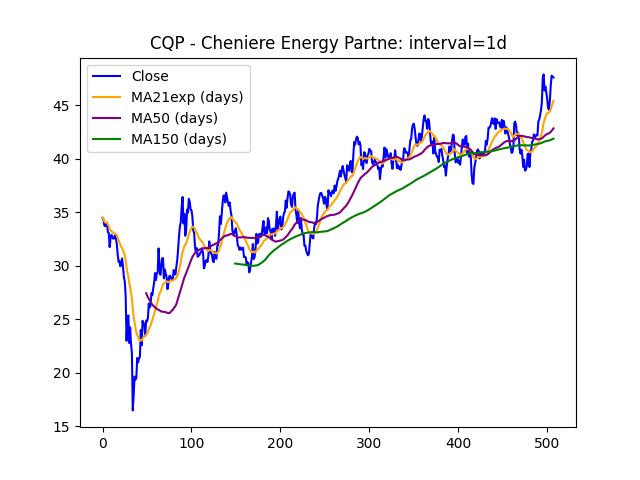 CQP - Cheniere Energy Partne: interval=1d
Close
MA21exp (days)
MA50 (days)
MA150 (days)
45
40
35
30
25
20
15
0 100 200 300 400 500